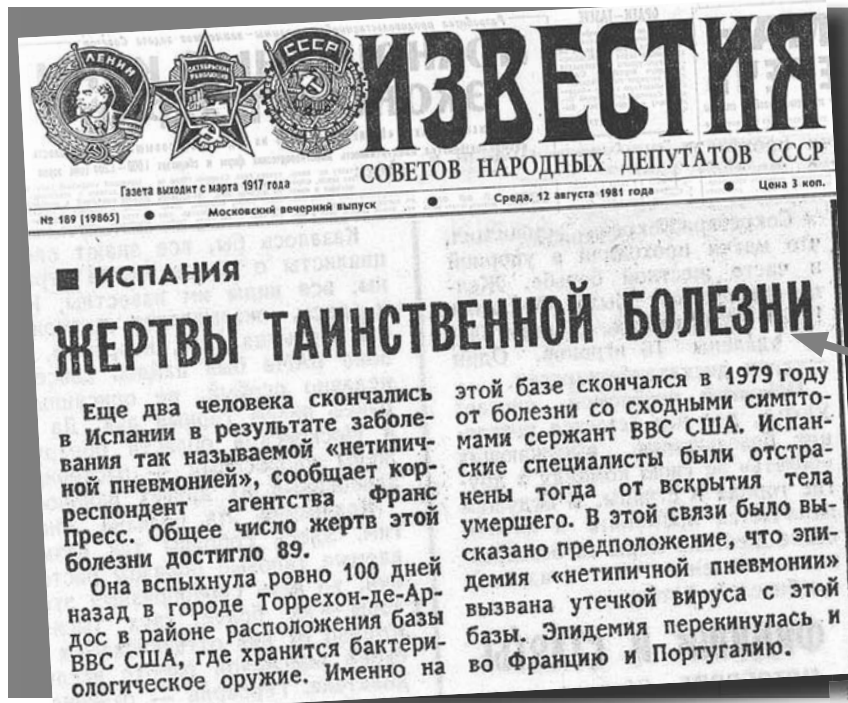 ЛЕНИН
ОКТЯБРЬСКАЯ
РЕВОЛЮЦИЯ
СССР
ИЗВЕСТИЯ
СОВЕТОВ НАРОДНЫХ ДЕПУТАТОВ СССР
Газета выходит с марта 1917 года
№ 189 (19865) ● Московский вечерний выпуск ● Среда, 12 августа 1981 года ● Цена 3 коп.
■ ИСПАНИЯ
ЖЕРТВЫ ТАИНСТВЕННОЙ БОЛЕЗНИ
Еще два человека скончались
в Испании в результате заболе-
вания так называемой «нетипич-
ной пневмонией», сообщает кор-
респондент агентства Франс
Пресс. Общее число жертв этой
болезни достигло 89.
Она вспыхнула ровно 100 дней
назад в городе Торрехон-де-Ар-
дос в районе расположения базы
ВВС США, где хранится бактери-
ологическое оружие. Именно на
этой базе скончался в 1979 году
от болезни со сходными симпто-
мами сержант ВВС США. Испан-
ские специалисты были отстра-
нены тогда от вскрытия тела
умершего. В этой связи было вы-
сказано предположение, что эпи-
демия «нетипичной пневмонии»
вызвана утечкой вируса с этой
базы. Эпидемия перекинулась и
во Францию и Португалию.